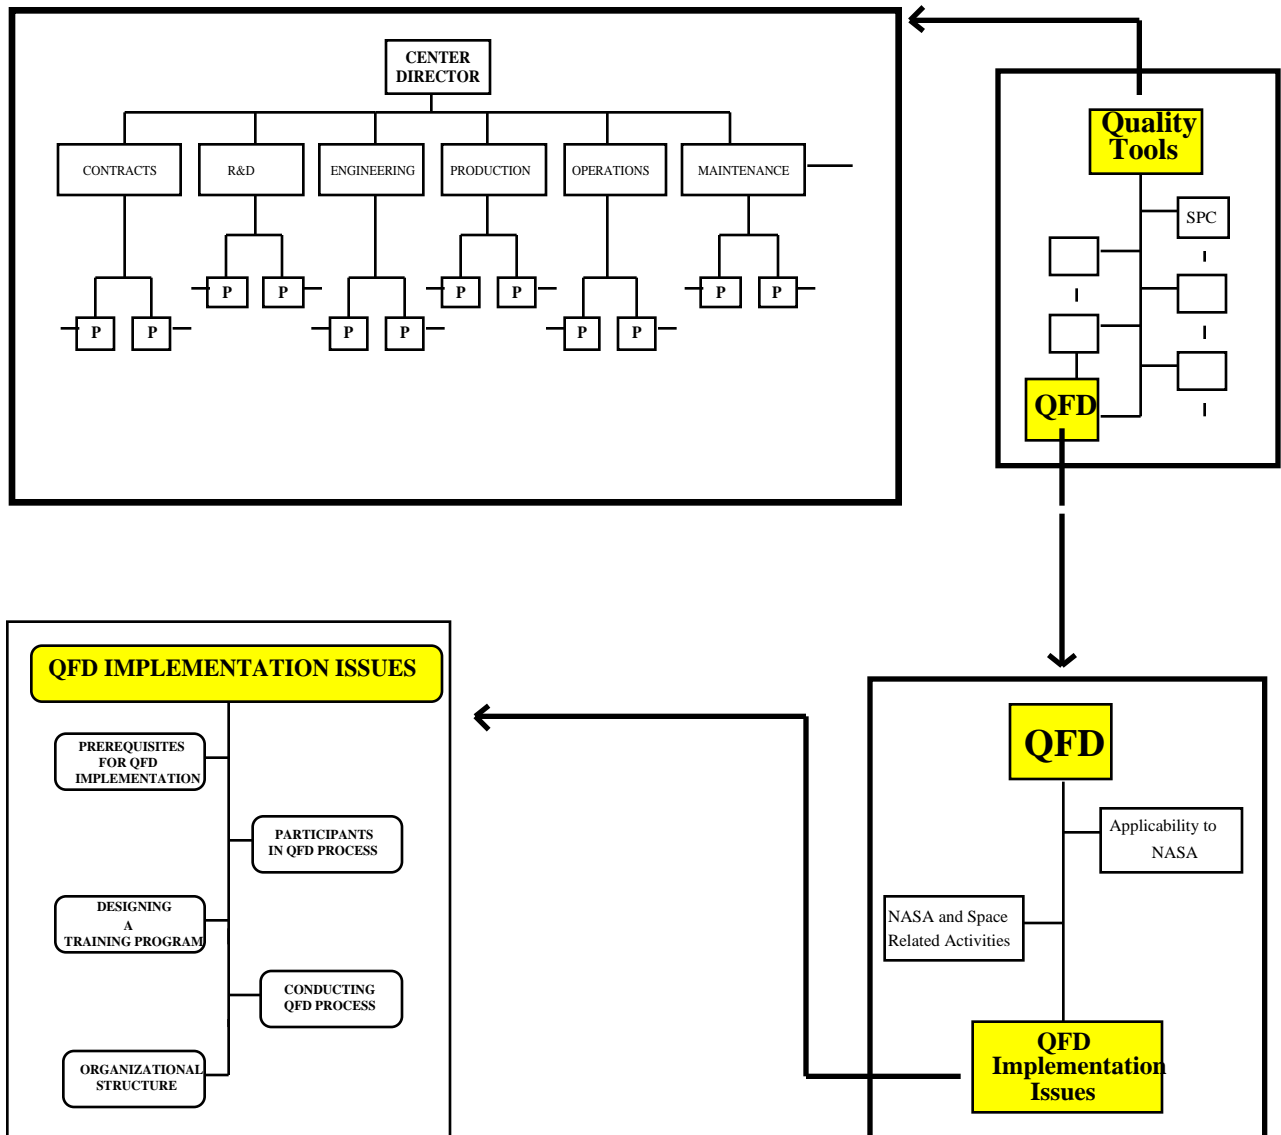 CENTER
DIRECTOR
CONTRACTS
R&D
ENGINEERING
PRODUCTION
OPERATIONS
MAINTENANCE
P
P
P
P
P
P
P
P
P
P
P
P
Quality
Tools
SPC
QFD
QFD IMPLEMENTATION ISSUES
PREREQUISITES
FOR QFD
IMPLEMENTATION
PARTICIPANTS
IN QFD PROCESS
DESIGNING
A
TRAINING PROGRAM
CONDUCTING
QFD PROCESS
ORGANIZATIONAL
STRUCTURE
QFD
Applicability to
NASA
NASA and Space
Related Activities
QFD
Implementation
Issues